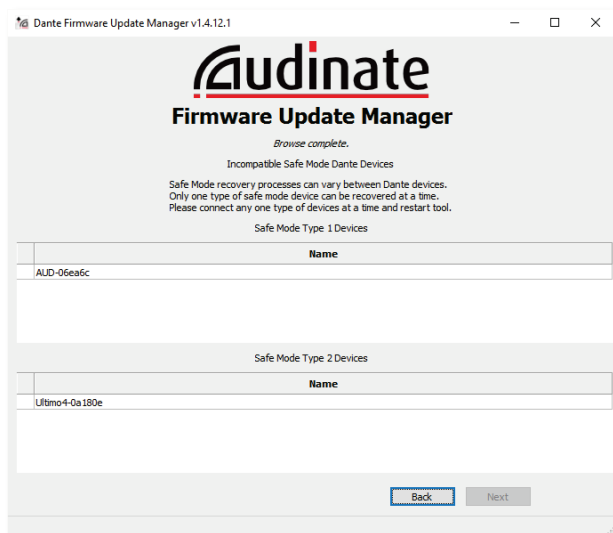 Dante Firmware Update Manager v1.4.12.1
Audinate
Firmware Update Manager
Browse complete.
Incompatible Safe Mode Dante Devices
Safe Mode recovery processes can vary between Dante devices.
Only one type of safe mode device can be recovered at a time.
Please connect any one type of devices at a time and restart tool.
Safe Mode Type 1 Devices
Name
AUD-06ea6c
Safe Mode Type 2 Devices
Name
Ultimo4-0a180e
Back Next